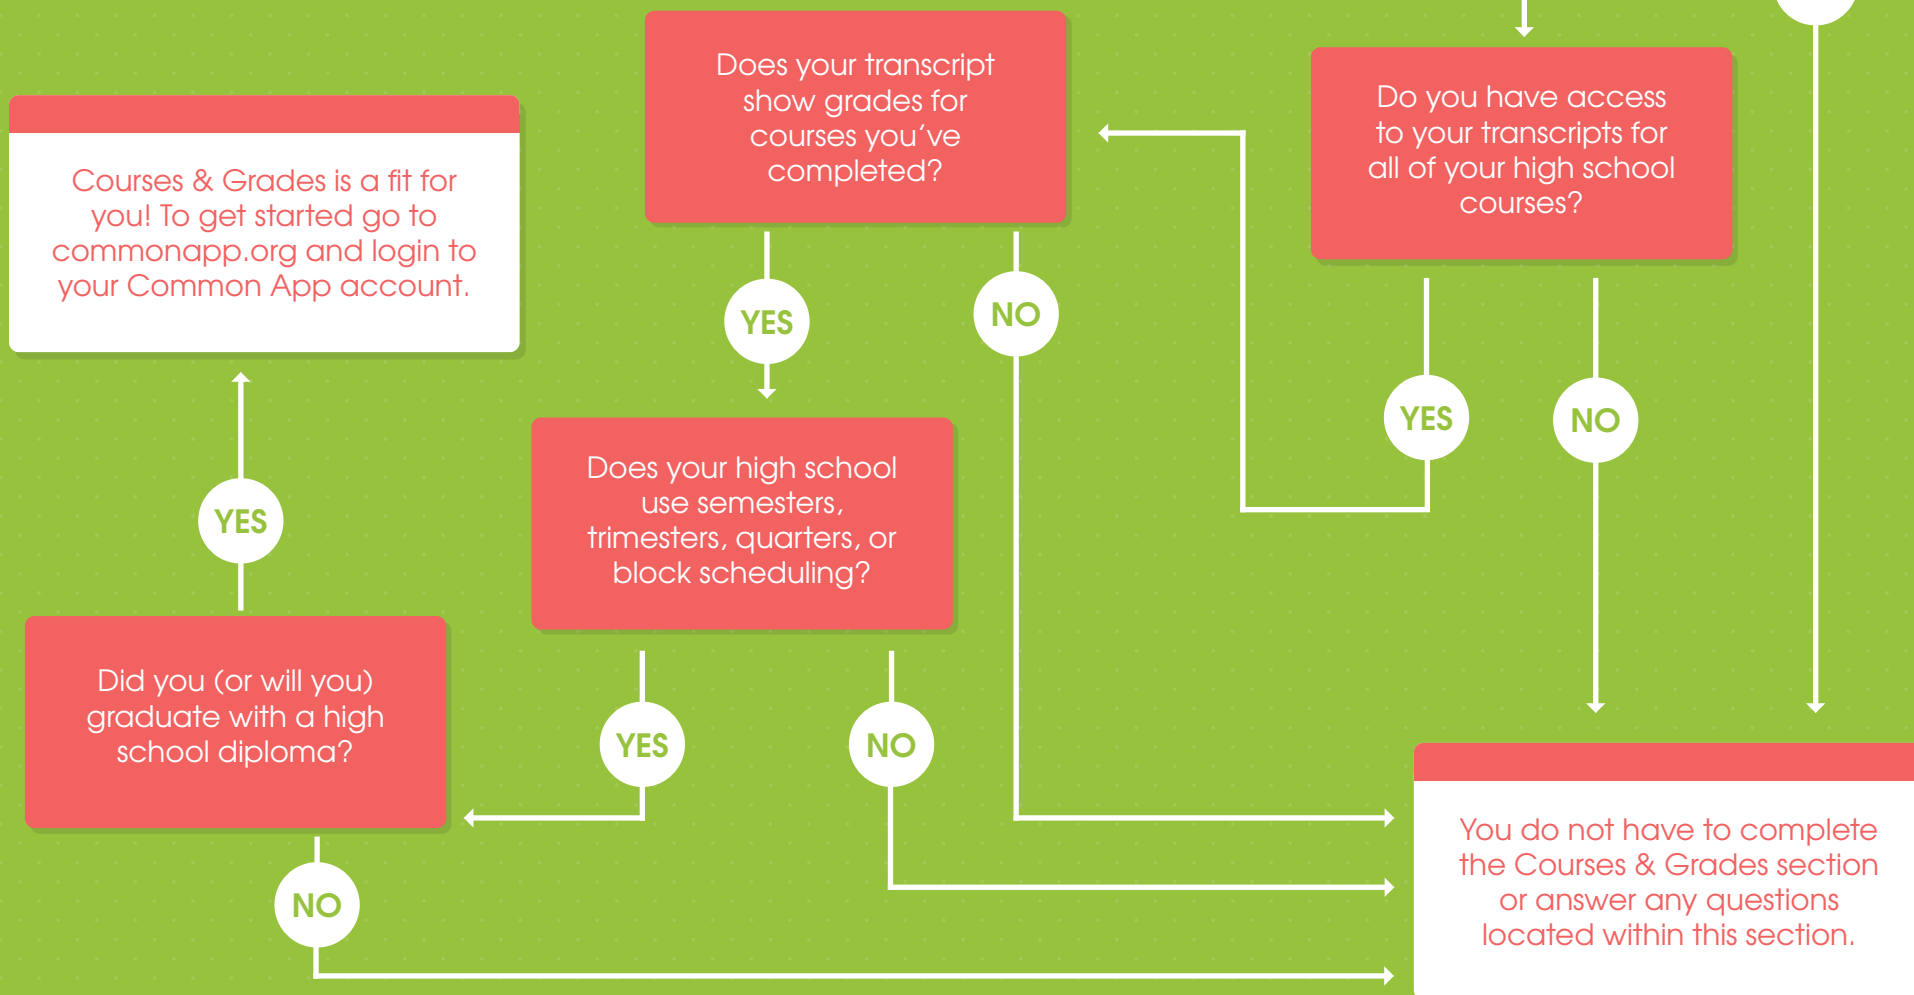 Does your transcript
show grades for
courses you've
completed?
Do you have access
to your transcripts for
all of your high school
courses?
Courses & Grades is a fit for
you! To get started go to
commonapp.org and login to
your Common App account.
YES
NO
YES
NO
Does your high school
use semesters,
trimesters, quarters, or
block scheduling?
YES
Did you (or will you)
graduate with a high
school diploma?
YES
NO
NO
You do not have to complete
the Courses & Grades section
or answer any questions
located within this section.